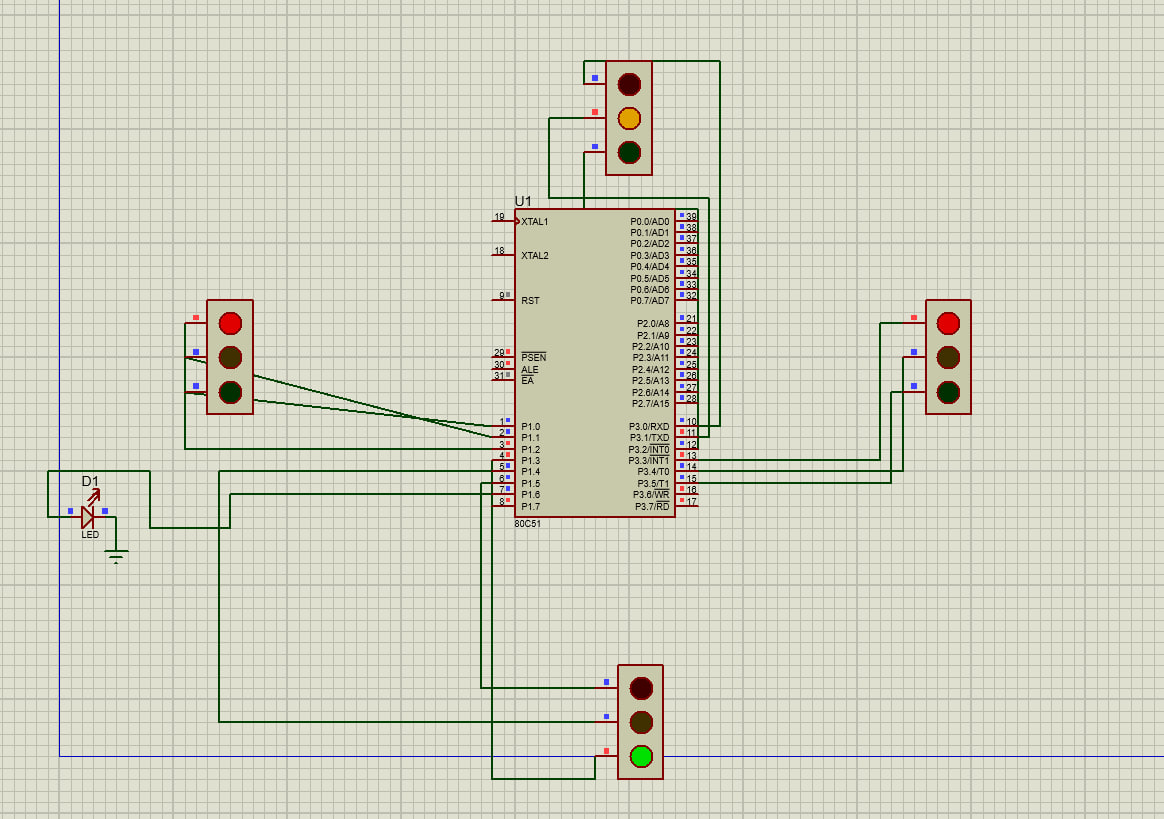 U1
19 XTAL1 P0.0/AD0 39
P0.1/AD1 38
P0.2/AD2 37
18 XTAL2 P0.3/AD3 36
P0.4/AD4 35
P0.5/AD5 34
P0.6/AD6 33
9 RST P0.7/AD7 32
P2.0/A8 21
P2.1/A9 22
P2.2/A10 23
29 PSEN P2.3/A11 24
30 ALE P2.4/A12 25
31 EA P2.5/A13 26
P2.6/A14 27
P2.7/A15 28
1 P1.0 P3.0/RXD 10
2 P1.1 P3.1/TXD 11
3 P1.2 P3.2/INT0 12
4 P1.3 P3.3/INT1 13
5 P1.4 P3.4/T0 14
6 P1.5 P3.5/T1 15
7 P1.6 P3.6/WR 16
8 P1.7 P3.7/RD 17
80C51
D1
LED